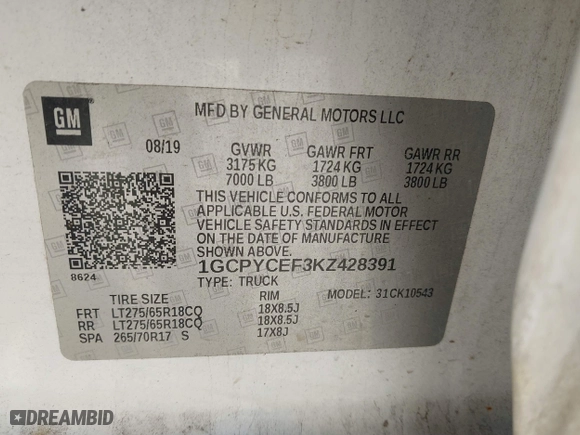 GM
MFD BY GENERAL MOTORS LLC
08/19 GVWR GAWR FRT GAWR RR
3175 KG 1724 KG 1724 KG
7000 LB 3800 LB 3800 LB
THIS VEHICLE CONFORMS TO ALL
APPLICABLE U.S. FEDERAL MOTOR
VEHICLE SAFETY STANDARDS IN EFFECT
ON THE DATE OF MANUFACTURE
SHOWN ABOVE.
1GCPYCEF3KZ428391
8624 TYPE: TRUCK
TIRE SIZE RIM MODEL: 31CK10543
FRT LT275/65R18CQ 18X8.5J
RR LT275/65R18CQ 18X8.5J
SPA 265/70R17 S 17X8J
DREAMBID